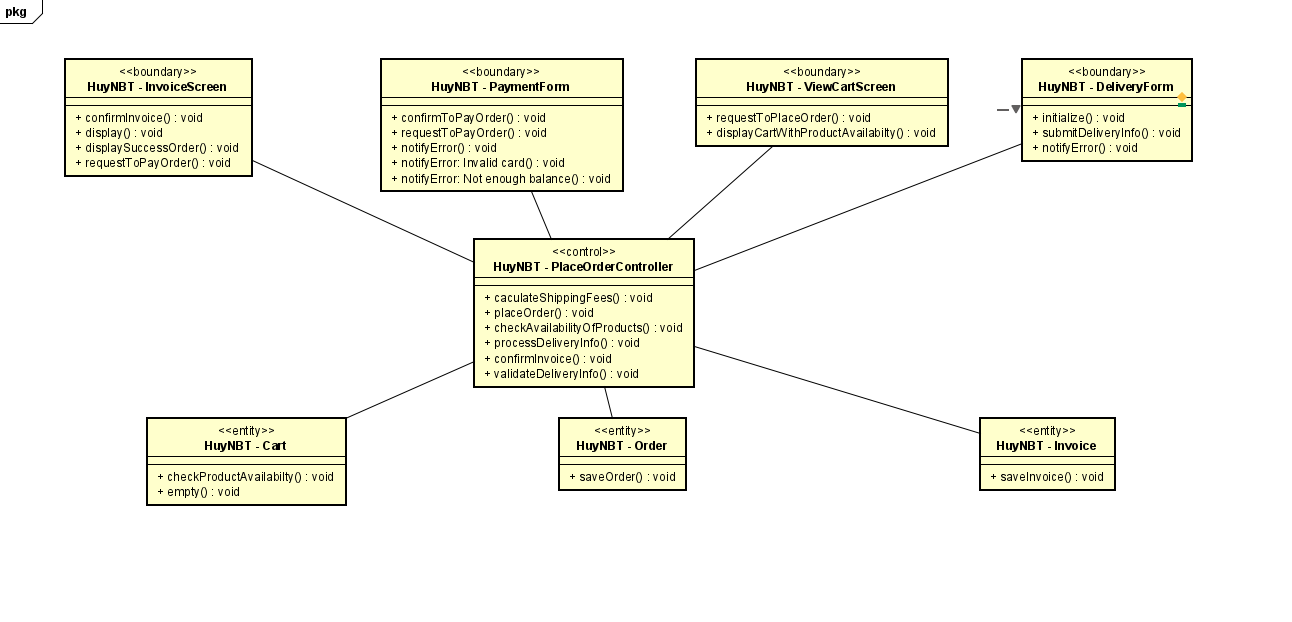 pkg
<<boundary>>
HuyNBT - InvoiceScreen
+ confirmInvoice() : void
+ display() : void
+ displaySuccessOrder() : void
+ requestToPayOrder() : void
<<boundary>>
HuyNBT - PaymentForm
+ confirmToPayOrder() : void
+ requestToPayOrder() : void
+ notifyError() : void
+ notifyError: Invalid card() : void
+ notifyError: Not enough balance() : void
<<boundary>>
HuyNBT - ViewCartScreen
+ requestToPlaceOrder() : void
+ displayCartWithProductAvailabilty() : void
<<boundary>>
HuyNBT - DeliveryForm
+ initialize() : void
+ submitDeliveryInfo() : void
+ notifyError() : void
<<control>>
HuyNBT - PlaceOrderController
+ caculateShippingFees() : void
+ placeOrder() : void
+ checkAvailabilityOfProducts() : void
+ processDeliveryInfo() : void
+ confirmInvoice() : void
+ validateDeliveryInfo() : void
<<entity>>
HuyNBT - Cart
+ checkProductAvailabilty() : void
+ empty() : void
<<entity>>
HuyNBT - Order
+ saveOrder() : void
<<entity>>
HuyNBT - Invoice
+ saveInvoice() : void